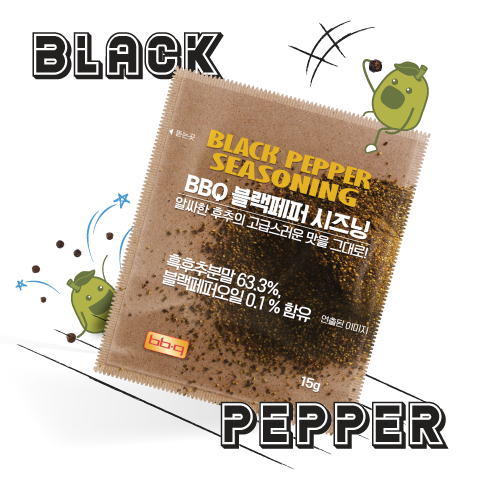 BLACK
◀ 뜯는곳
BLACK PEPPER
SEASONING
BBQ 블랙페퍼 시즈닝
알싸한 후추의 고급스러운 맛을 그대로!
흑후추분말 63.3%,
블랙페퍼오일 0.1% 함유
연출된 이미지
bb.q
15g
PEPPER